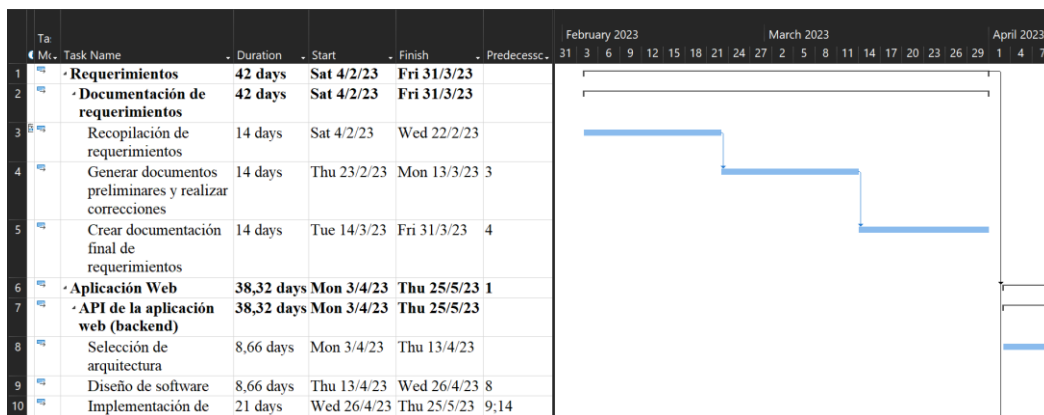 Ta:
Mc Task Name Duration Start Finish Predecessc
February 2023 March 2023 April 2023
31 3 6 9 12 15 18 21 24 27 2 5 8 11 14 17 20 23 26 29 1 4 7
1 Requerimientos 42 days Sat 4/2/23 Fri 31/3/23
2 Documentación de 42 days Sat 4/2/23 Fri 31/3/23
requerimientos
3 Recopilación de 14 days Sat 4/2/23 Wed 22/2/23
requerimientos
4 Generar documentos 14 days Thu 23/2/23 Mon 13/3/23 3
preliminares y realizar
correcciones
5 Crear documentación 14 days Tue 14/3/23 Fri 31/3/23 4
final de
requerimientos
6 Aplicación Web 38,32 days Mon 3/4/23 Thu 25/5/23 1
7 API de la aplicación 38,32 days Mon 3/4/23 Thu 25/5/23
web (backend)
8 Selección de 8,66 days Mon 3/4/23 Thu 13/4/23
arquitectura
9 Diseño de software 8,66 days Thu 13/4/23 Wed 26/4/23 8
10 Implementación de 21 days Wed 26/4/23 Thu 25/5/23 9;14